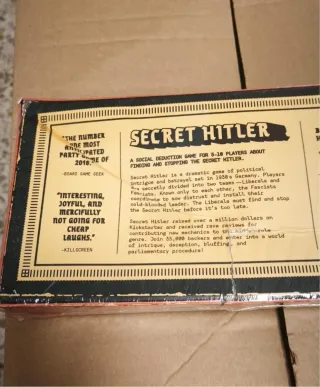 "THE NUMBER
ONE MOST
ANTICIPATED
PARTY GAME OF
2016."
-BOARD GAME GEEK
"INTERESTING,
JOYFUL, AND
MERCIFULLY
NOT GOING FOR
CHEAP
LAUGHS."
-KILLSCREEN
SECRET HITLER
A SOCIAL DEDUCTION GAME FOR 5-10 PLAYERS ABOUT
FINDING AND STOPPING THE SECRET HITLER.
Secret Hitler is a dramatic game of political
intrigue and betrayal set in 1930s Germany. Players
are secretly divided into two teams—Liberals and
Fascists. Known only to each other, the Fascists
coordinate to sow distrust and install their
cold-blooded leader. The Liberals must find and stop
the Secret Hitler before it's too late.
Secret Hitler raised over a million dollars on
Kickstarter and received rave reviews for
contributing new mechanics to the
genre. Join 35,000 backers and enter into a world
of intrigue, deception, bluffing, and
parliamentary procedure!